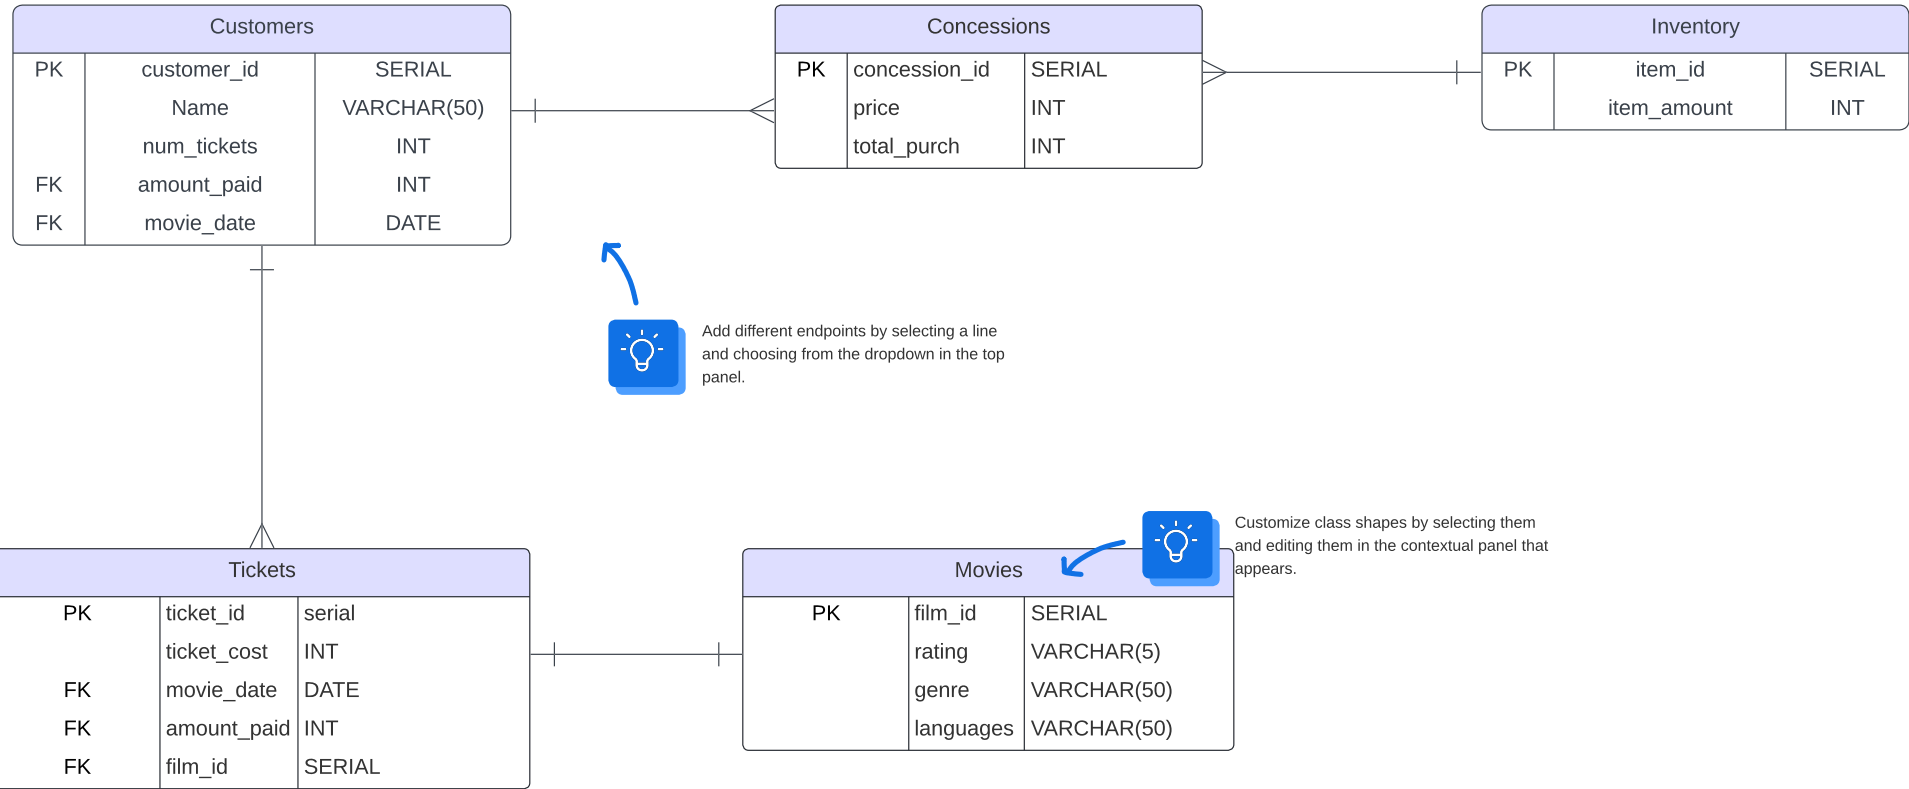 Customers
PK customer_id SERIAL
Name VARCHAR(50)
num_tickets INT
FK amount_paid INT
FK movie_date DATE
Concessions
PK concession_id SERIAL
price INT
total_purch INT
Inventory
PK item_id SERIAL
item_amount INT
Add different endpoints by selecting a line
and choosing from the dropdown in the top
panel.
Customize class shapes by selecting them
and editing them in the contextual panel that
appears.
Tickets
PK ticket_id serial
ticket_cost INT
FK movie_date DATE
FK amount_paid INT
FK film_id SERIAL
Movies
PK film_id SERIAL
rating VARCHAR(5)
genre VARCHAR(50)
languages VARCHAR(50)